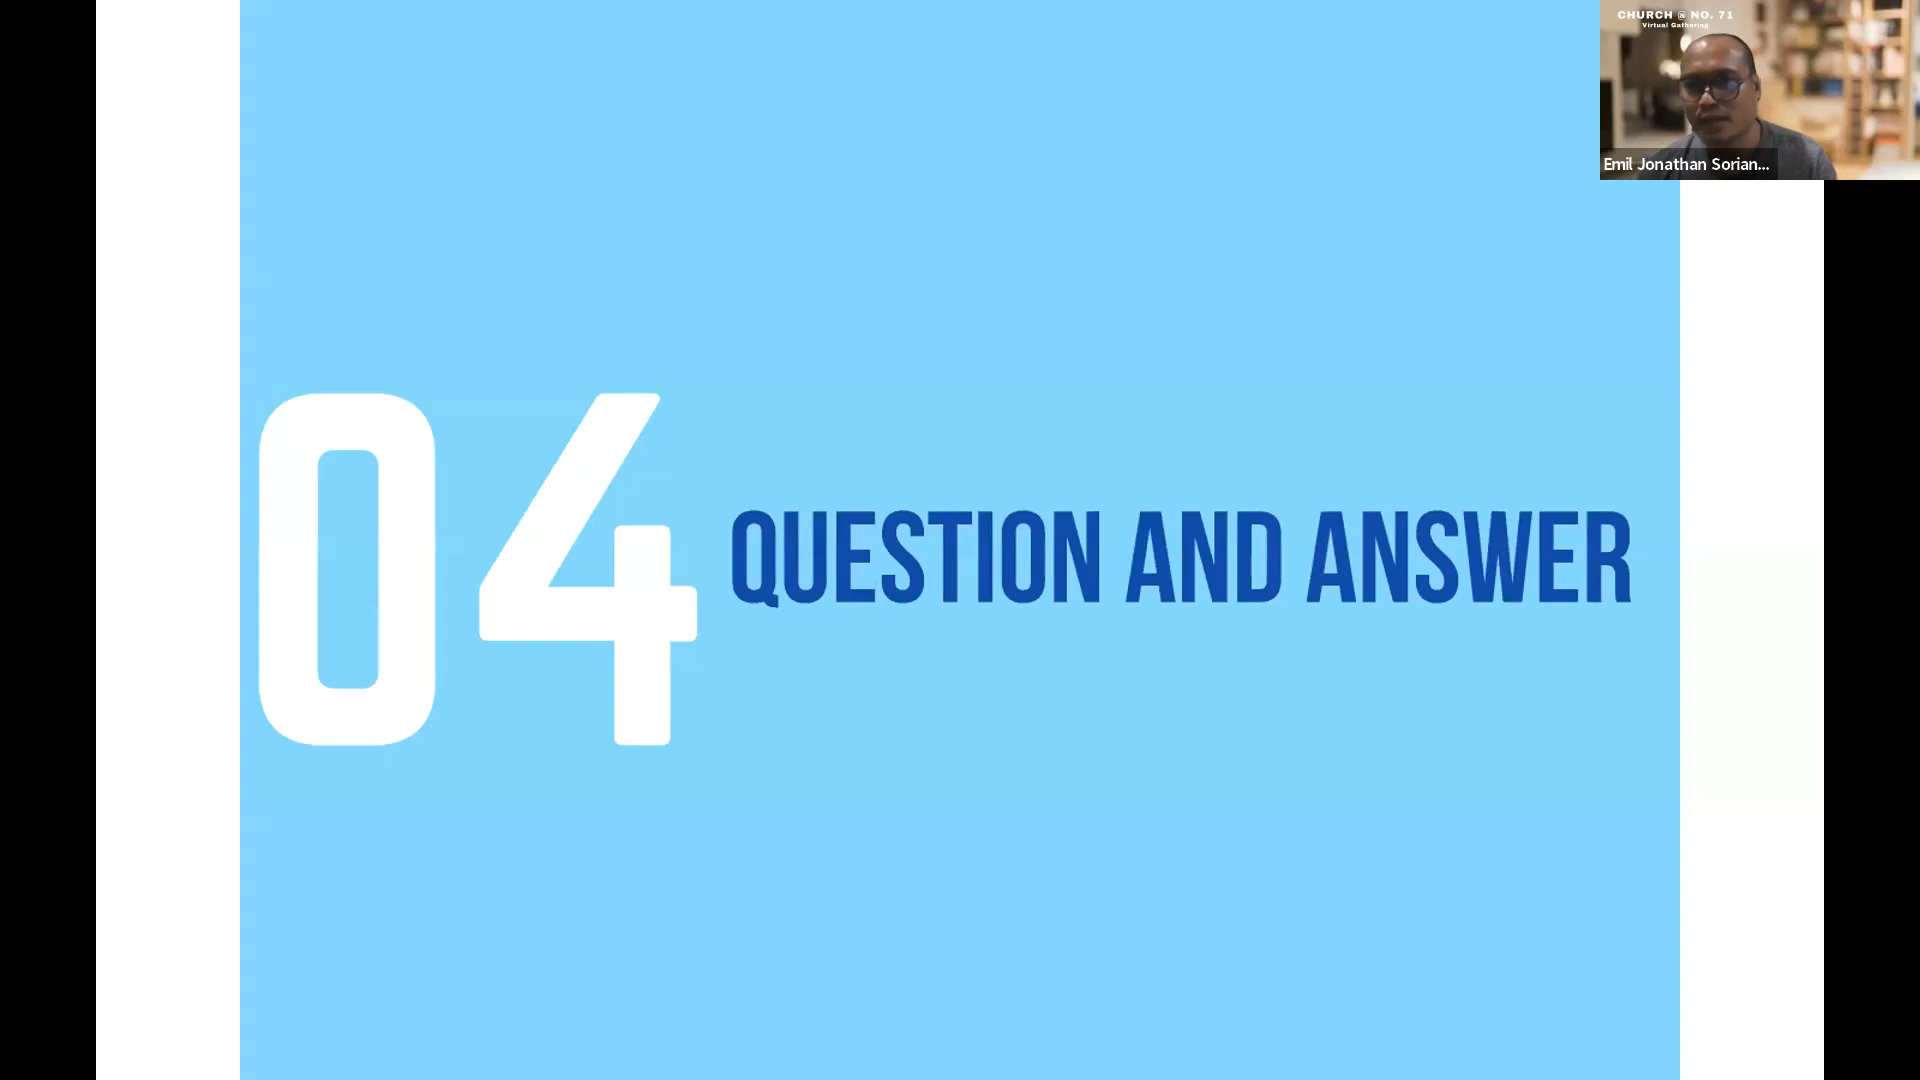 CHURCH @ NO. 71
Virtual Gathering
Emil Jonathan Sorian...
04
QUESTION AND ANSWER